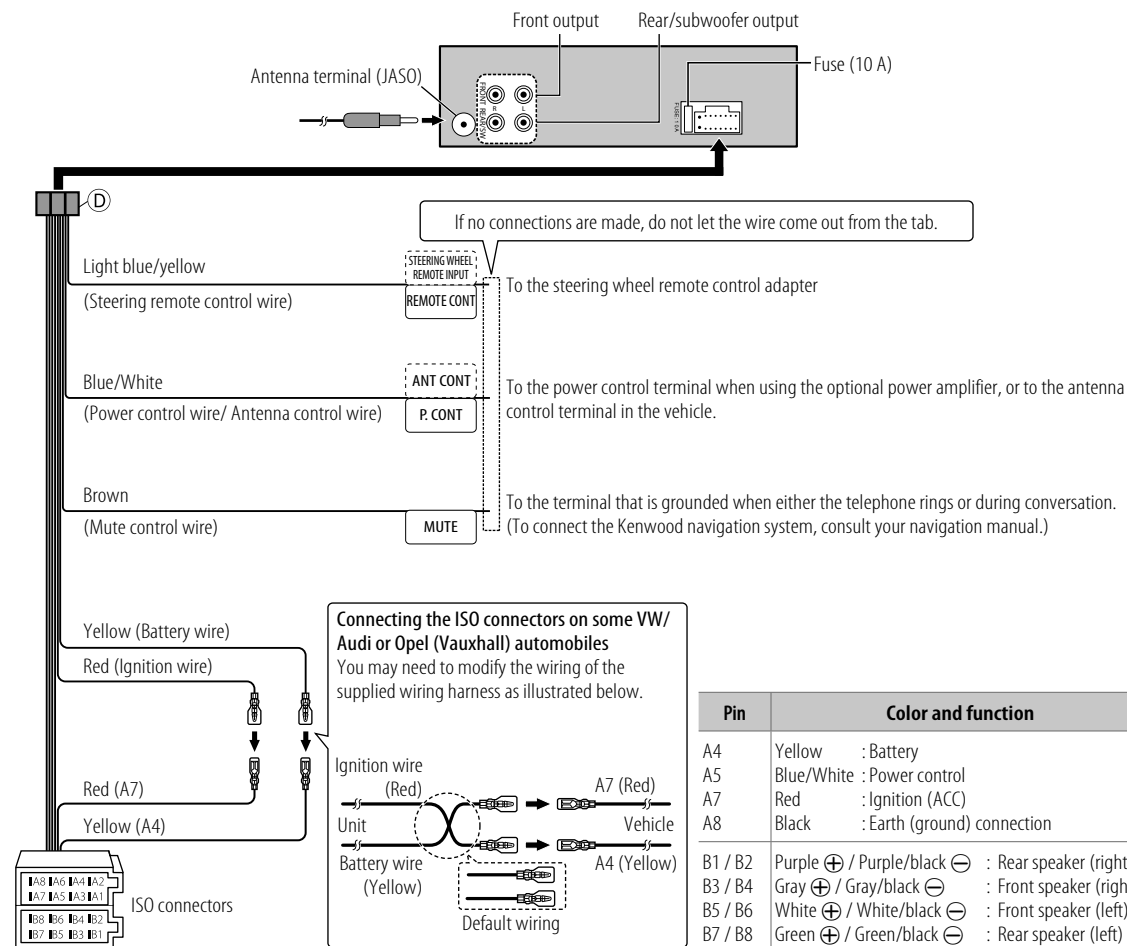 Front output
Rear/subwoofer output
Fuse (10 A)
Antenna terminal (JASO)
FRONT
REAR/SW
R
L
D
If no connections are made, do not let the wire come out from the tab.
Light blue/yellow
(Steering remote control wire)
STEERING WHEEL
REMOTE INPUT
REMOTE CONT
To the steering wheel remote control adapter
Blue/White
(Power control wire/ Antenna control wire)
ANT CONT
P. CONT
To the power control terminal when using the optional power amplifier, or to the antenna
control terminal in the vehicle.
Brown
(Mute control wire)
MUTE
To the terminal that is grounded when either the telephone rings or during conversation.
(To connect the Kenwood navigation system, consult your navigation manual.)
Yellow (Battery wire)
Red (Ignition wire)
Red (A7)
Yellow (A4)
A8 A6 A4 A2
A7 A5 A3 A1
B8 B6 B4 B2
B7 B5 B3 B1
ISO connectors
Connecting the ISO connectors on some VW/
Audi or Opel (Vauxhall) automobiles
You may need to modify the wiring of the
supplied wiring harness as illustrated below.
Ignition wire
(Red)
A7 (Red)
Unit
Vehicle
Battery wire
(Yellow)
A4 (Yellow)
Default wiring
Pin Color and function
A4 Yellow : Battery
A5 Blue/White : Power control
A7 Red : Ignition (ACC)
A8 Black : Earth (ground) connection
B1 / B2 Purple ⊕ / Purple/black ⊖ : Rear speaker (right
B3 / B4 Gray ⊕ / Gray/black ⊖ : Front speaker (righ
B5 / B6 White ⊕ / White/black ⊖ : Front speaker (left)
B7 / B8 Green ⊕ / Green/black ⊖ : Rear speaker (left)